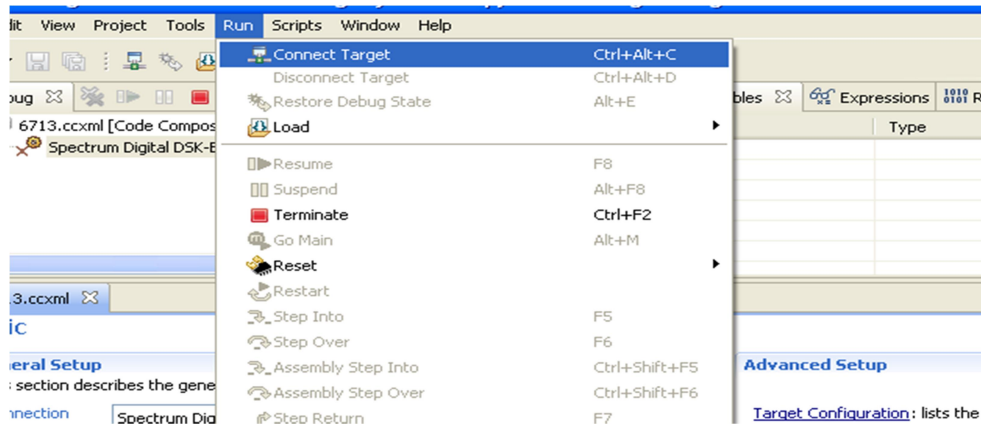 dit View Project Tools Run Scripts Window Help
Connect Target Ctrl+Alt+C
Disconnect Target Ctrl+Alt+D
Restore Debug State Alt+E
Load
Resume F8
Suspend Alt+F8
Terminate Ctrl+F2
Go Main Alt+M
Reset
Restart
Step Into F5
Step Over F6
Assembly Step Into Ctrl+Shift+F5
Assembly Step Over Ctrl+Shift+F6
Step Return F7
bug
6713.ccxml [Code Compos
Spectrum Digital DSK-E
bles Expressions 1010 0101 R
Type
3.ccxml
ic
eral Setup
s section describes the gene
nnection Spectrum Dig
Advanced Setup
Target Configuration: lists the